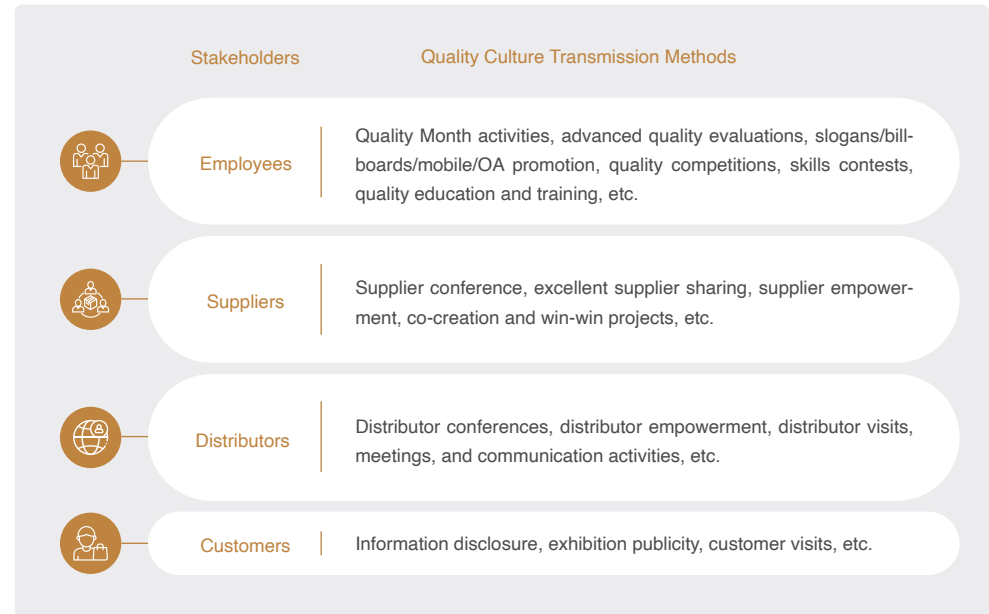 Stakeholders
Quality Culture Transmission Methods
Employees
Quality Month activities, advanced quality evaluations, slogans/bill-
boards/mobile/OA promotion, quality competitions, skills contests,
quality education and training, etc.
Suppliers
Supplier conference, excellent supplier sharing, supplier empower-
ment, co-creation and win-win projects, etc.
Distributors
Distributor conferences, distributor empowerment, distributor visits,
meetings, and communication activities, etc.
Customers
Information disclosure, exhibition publicity, customer visits, etc.